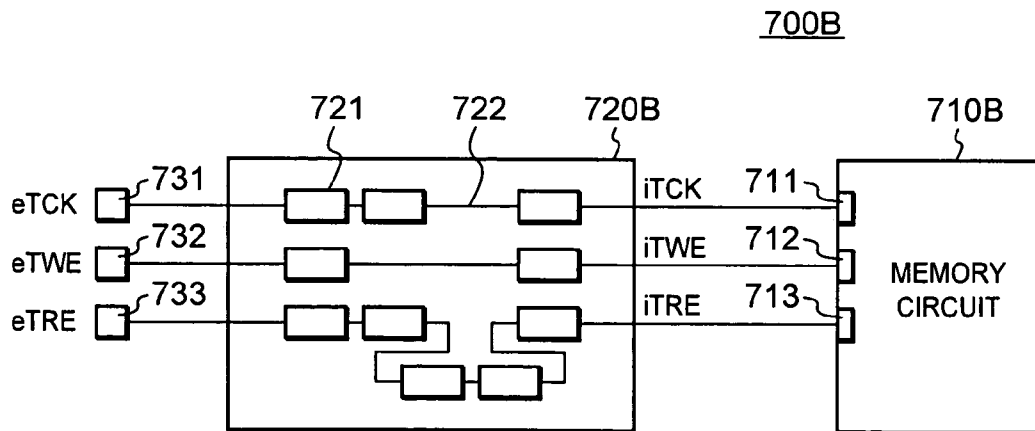 700B
721 722 720B 710B
eTCK 731 iTCK 711
eTWE 732 iTWE 712
eTRE 733 iTRE 713
MEMORY
CIRCUIT